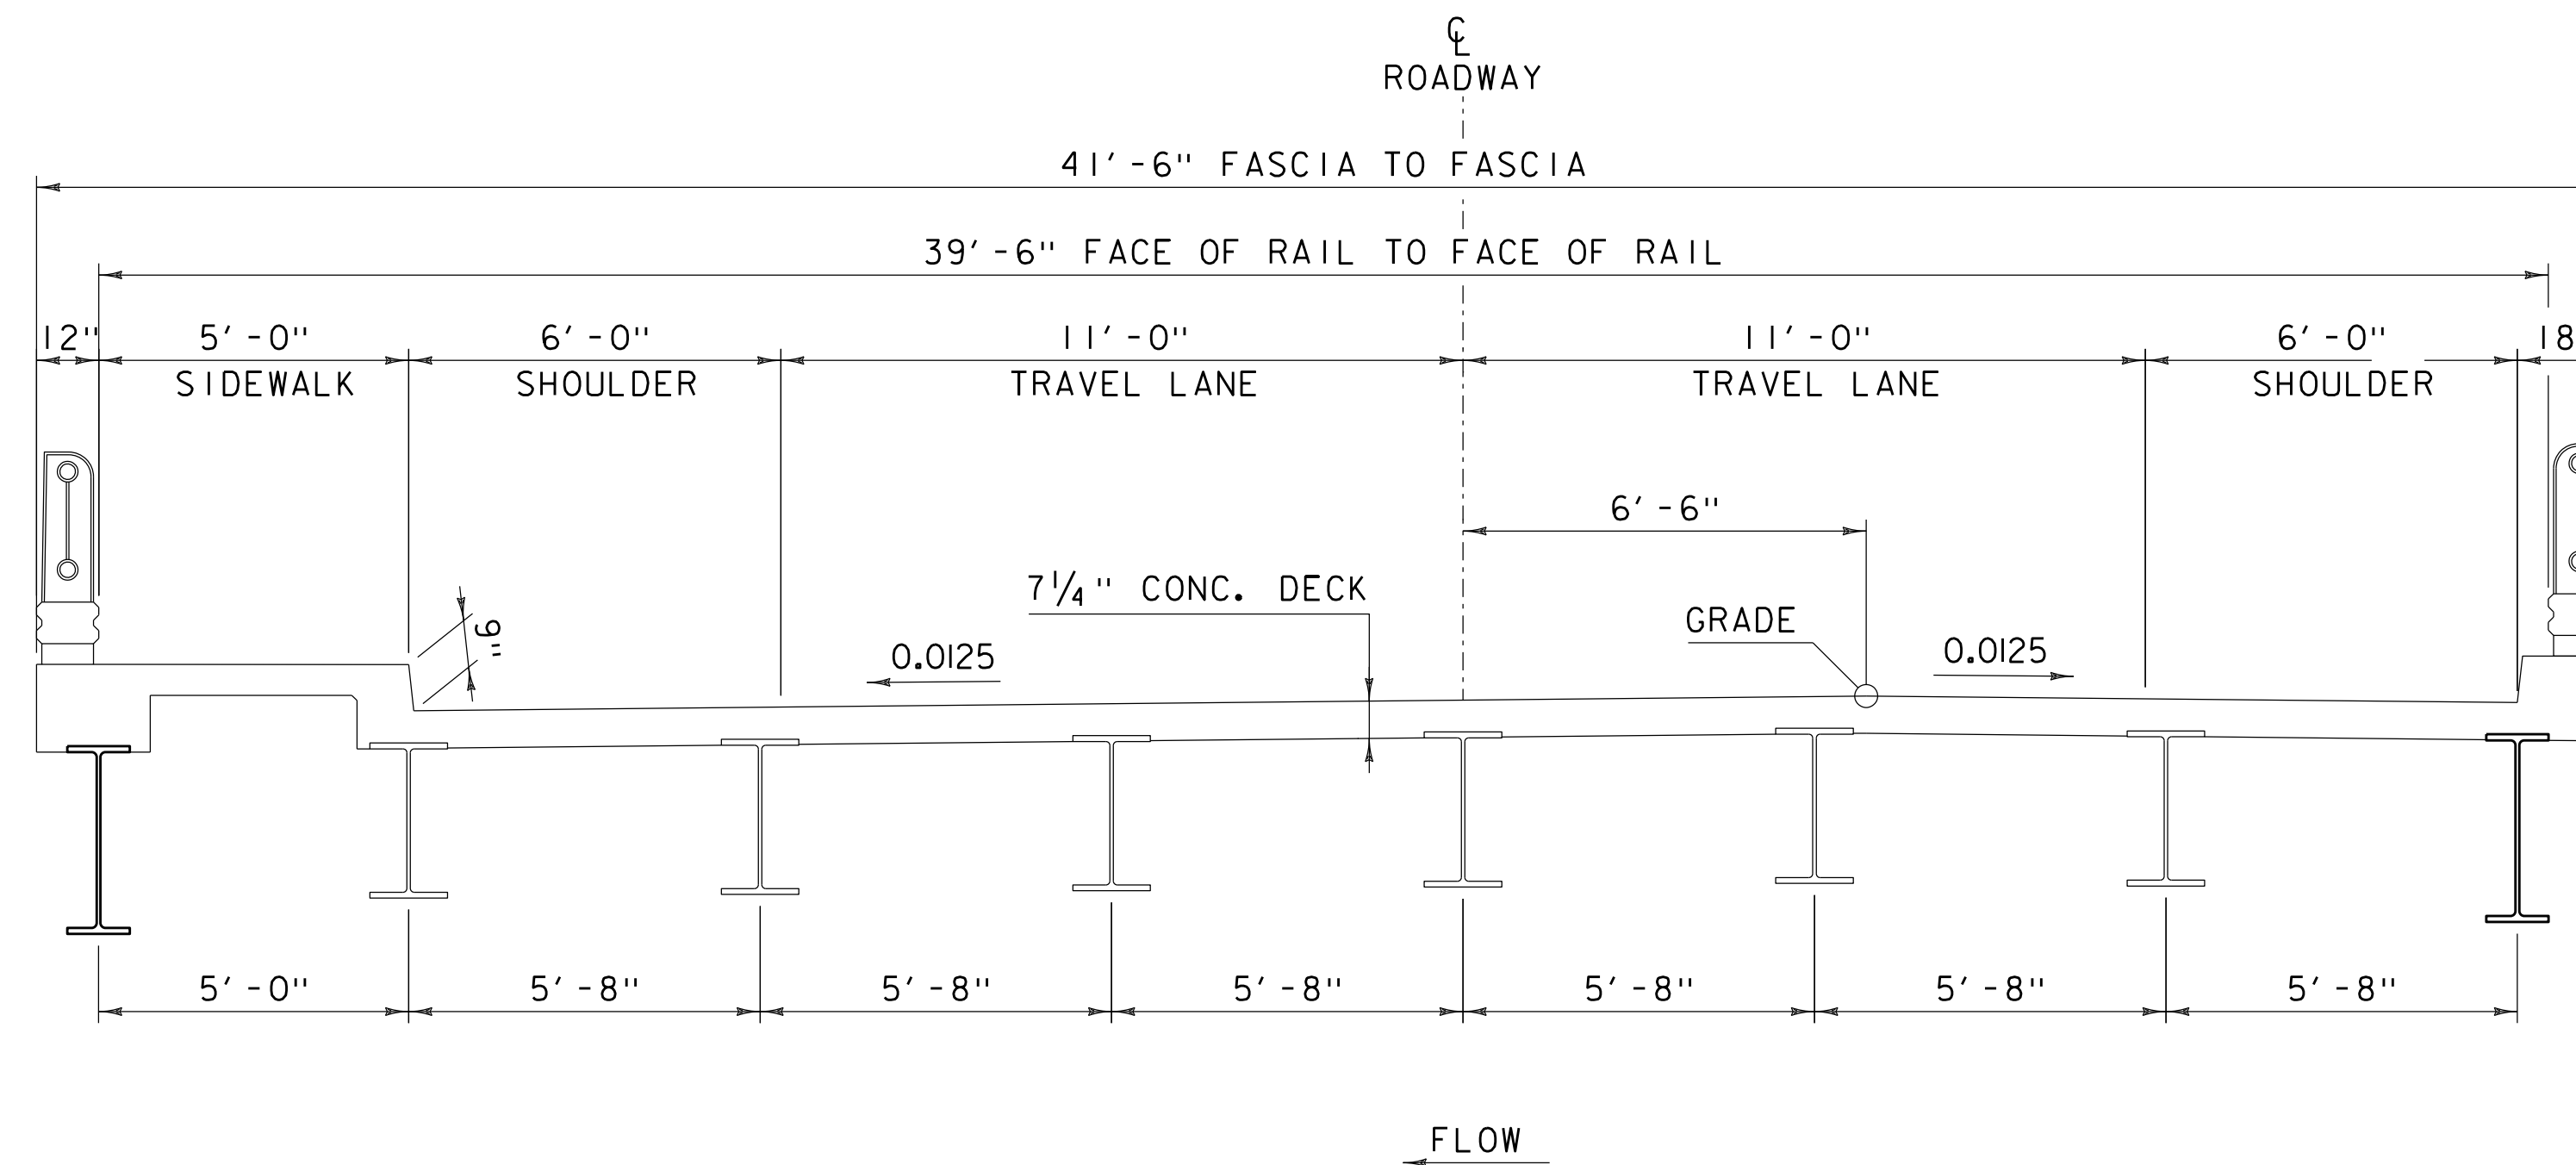 ℄
ROADWAY
41'-6" FASCIA TO FASCIA
39'-6" FACE OF RAIL TO FACE OF RAIL
12" 5'-0" 6'-0" 11'-0" 11'-0" 6'-0" 18
SIDEWALK SHOULDER TRAVEL LANE TRAVEL LANE SHOULDER
6'-6"
7 1/4" CONC. DECK
GRADE
9"
0.0125 0.0125
5'-0" 5'-8" 5'-8" 5'-8" 5'-8" 5'-8" 5'-8"
FLOW